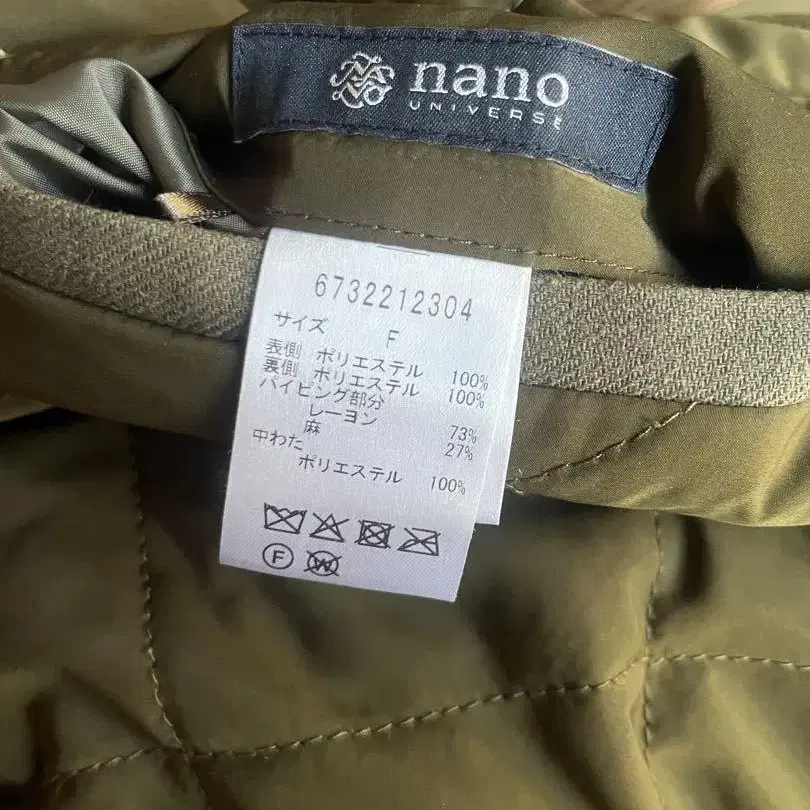 nano
UNIVERSE
6732212304
サイズ F
表側 ポリエステル 100%
裏側 ポリエステル 100%
パイピング部分
レーヨン 73%
麻 27%
中わた
ポリエステル 100%
F W